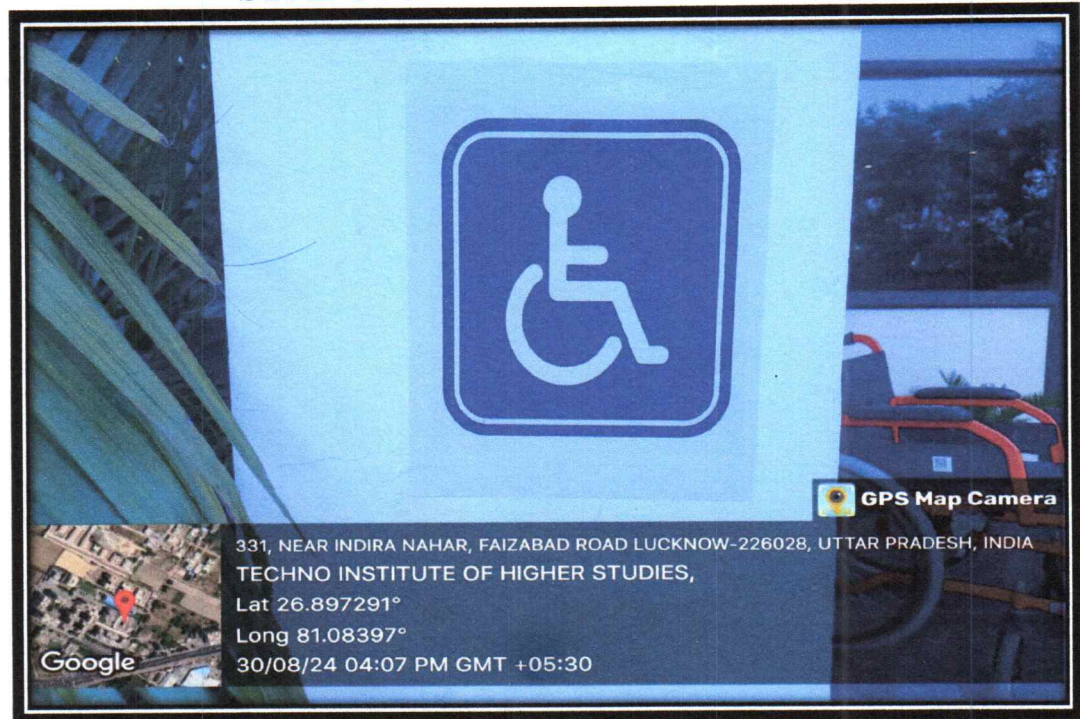 GPS Map Camera
331, NEAR INDIRA NAHAR, FAIZABAD ROAD LUCKNOW-226028, UTTAR PRADESH, INDIA
TECHNO INSTITUTE OF HIGHER STUDIES,
Lat 26.897291°
Long 81.08397°
30/08/24 04:07 PM GMT +05:30
Google